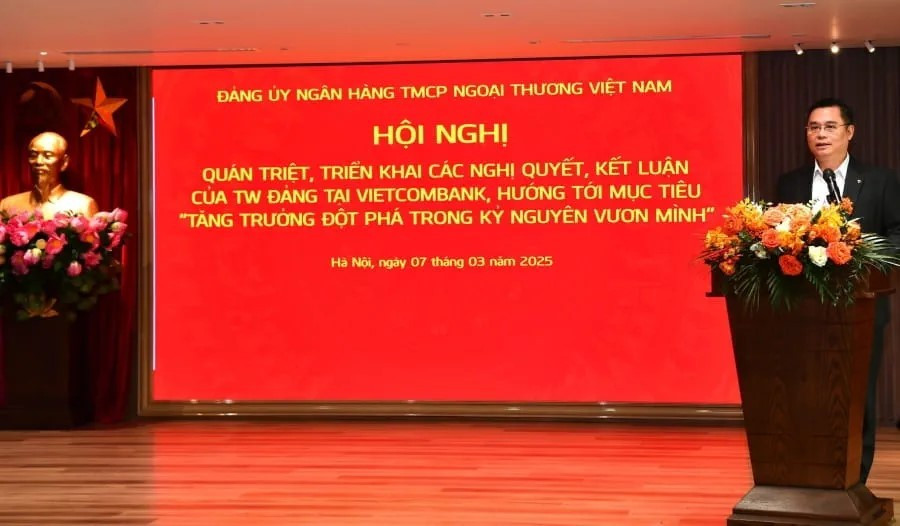 ĐẢNG ỦY NGÂN HÀNG TMCP NGOẠI THƯƠNG VIỆT NAM
HỘI NGHỊ
QUÁN TRIỆT, TRIỂN KHAI CÁC NGHỊ QUYẾT, KẾT LUẬN
CỦA TW ĐẢNG TẠI VIETCOMBANK, HƯỚNG TỚI MỤC TIÊU
"TĂNG TRƯỞNG ĐỘT PHÁ TRONG KỶ NGUYÊN VƯƠN MÌNH"
Hà Nội, ngày 07 tháng 03 năm 2025